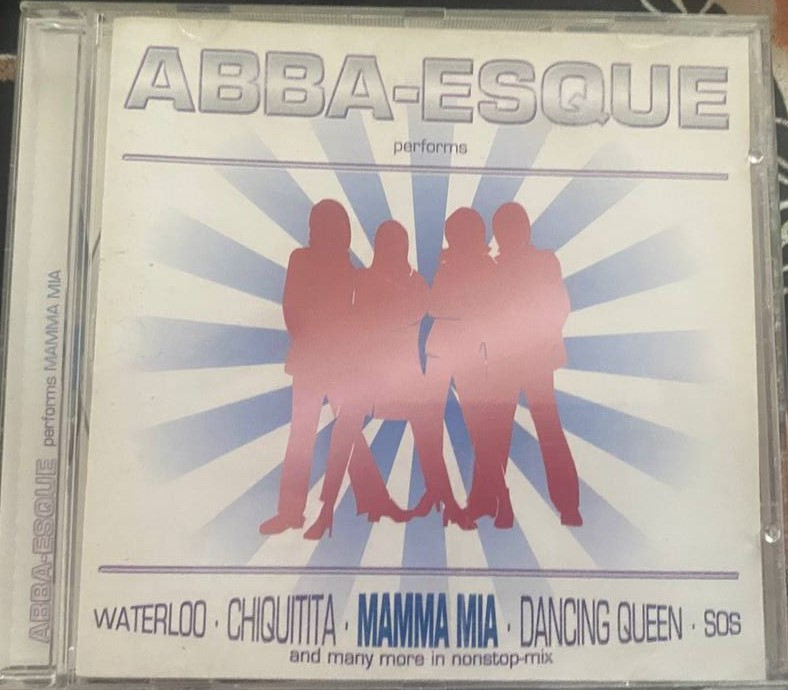 ABBA-ESQUE
performs
WATERLOO · CHIQUITITA · MAMMA MIA · DANCING QUEEN · SOS
and many more in nonstop-mix
ABBA-ESQUE performs MAMMA MIA